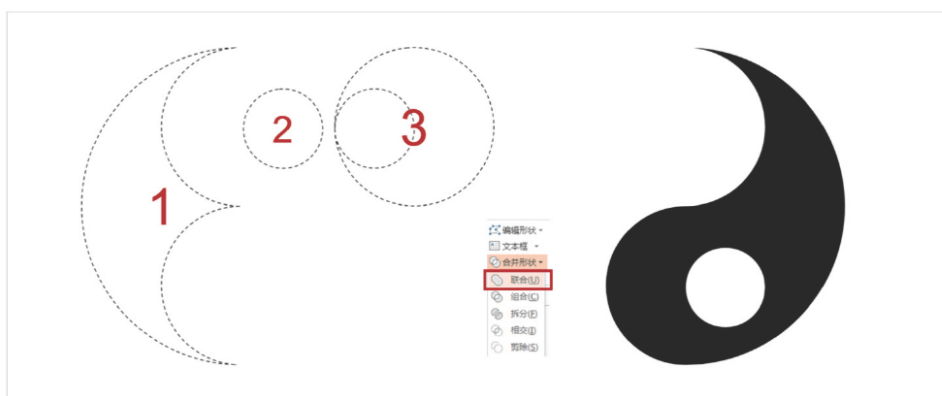 1
2
3
编辑形状
文本框
合并形状
联合(U)
组合(C)
拆分(F)
相交(I)
剪除(S)